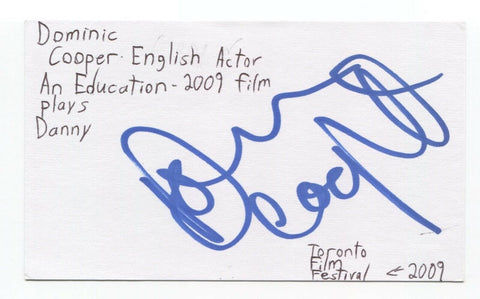 Dominic
Cooper - English Actor
An Education - 2009 film
plays
Danny
Toronto
Film
Festival ← 2009